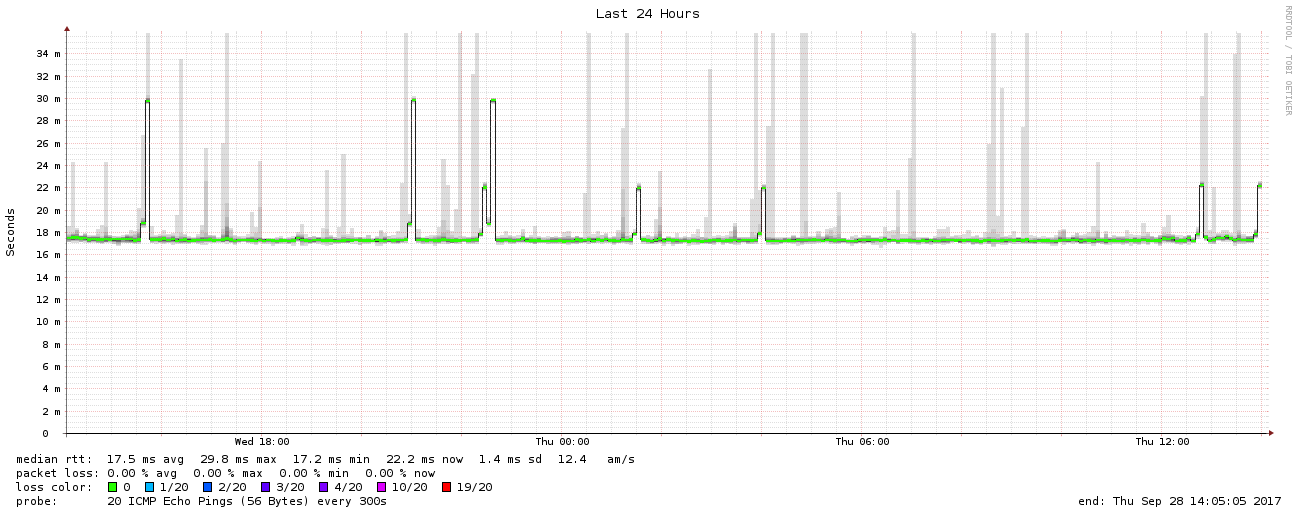 Last 24 Hours
RRDTOOL / TOBI OETIKER
Seconds
34 m
32 m
30 m
28 m
26 m
24 m
22 m
20 m
18 m
16 m
14 m
12 m
10 m
8 m
6 m
4 m
2 m
0
Wed 18:00 Thu 00:00 Thu 06:00 Thu 12:00
median rtt: 17.5 ms avg 29.8 ms max 17.2 ms min 22.2 ms now 1.4 ms sd 12.4 am/s
packet loss: 0.00 % avg 0.00 % max 0.00 % min 0.00 % now
loss color: 0 1/20 2/20 3/20 4/20 10/20 19/20
probe: 20 ICMP Echo Pings (56 Bytes) every 300s end: Thu Sep 28 14:05:05 2017